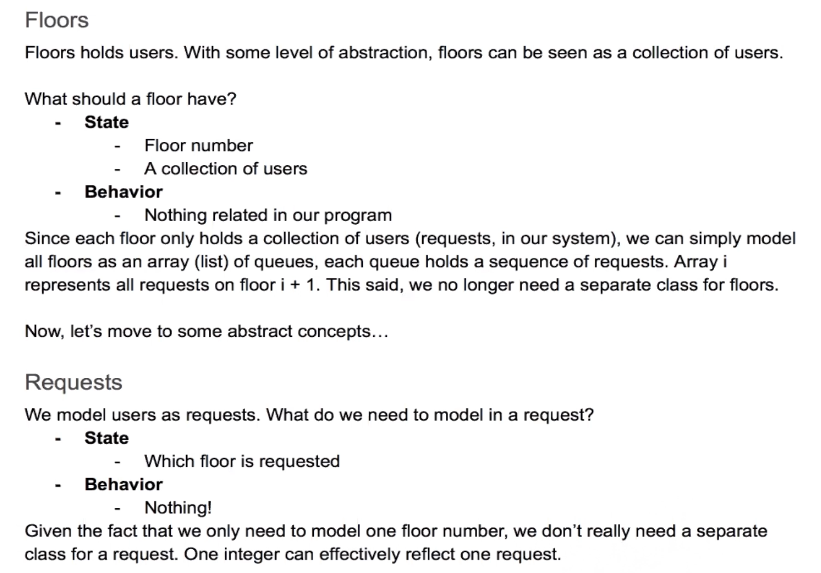 Floors
Floors holds users. With some level of abstraction, floors can be seen as a collection of users.
What should a floor have?
- State
- Floor number
- A collection of users
- Behavior
- Nothing related in our program
Since each floor only holds a collection of users (requests, in our system), we can simply model
all floors as an array (list) of queues, each queue holds a sequence of requests. Array i
represents all requests on floor i + 1. This said, we no longer need a separate class for floors.
Now, let's move to some abstract concepts…
Requests
We model users as requests. What do we need to model in a request?
- State
- Which floor is requested
- Behavior
- Nothing!
Given the fact that we only need to model one floor number, we don't really need a separate
class for a request. One integer can effectively reflect one request.